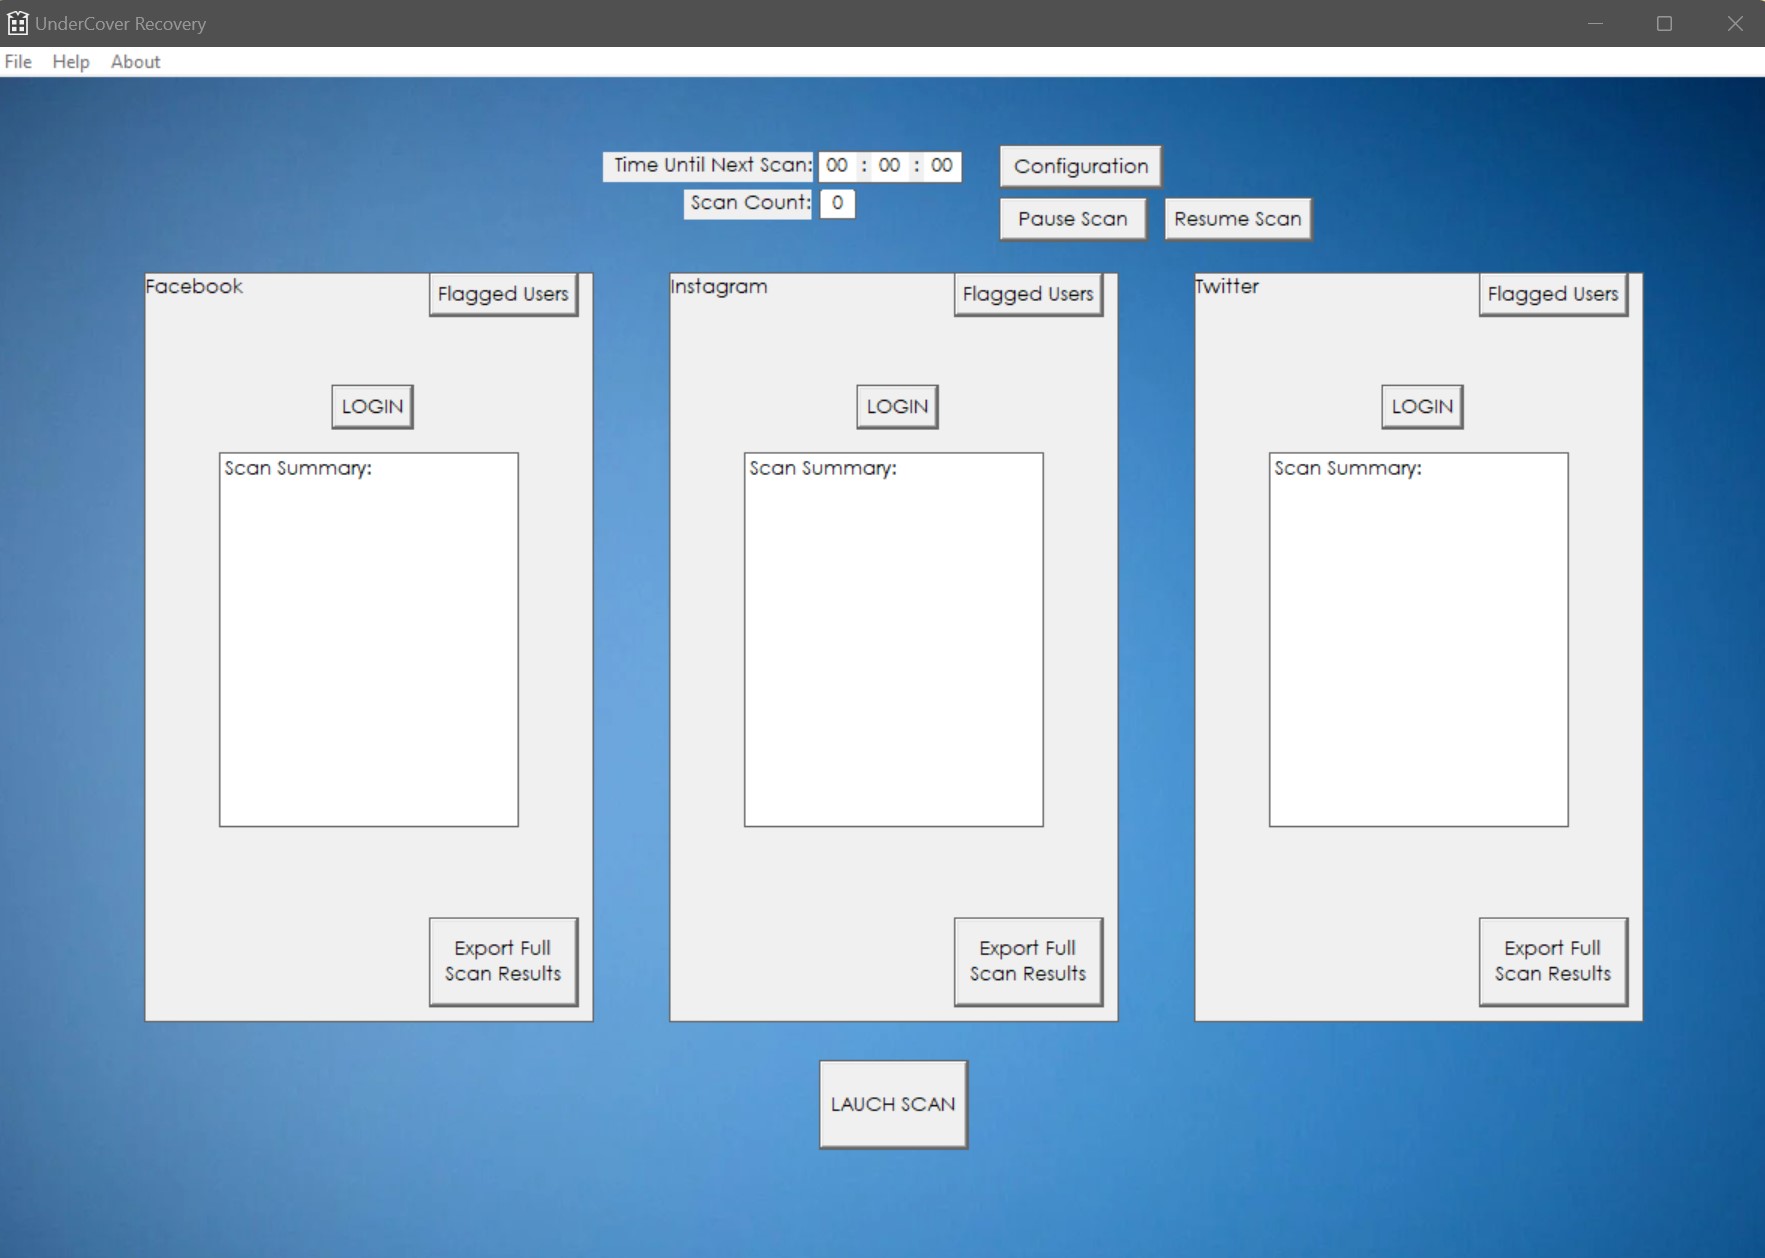 UnderCover Recovery
File Help About
Time Until Next Scan: 00 : 00 : 00
Configuration
Scan Count: 0
Pause Scan Resume Scan
Facebook
Flagged Users
LOGIN
Scan Summary:
Export Full
Scan Results
Instagram
Flagged Users
LOGIN
Scan Summary:
Export Full
Scan Results
Twitter
Flagged Users
LOGIN
Scan Summary:
Export Full
Scan Results
LAUCH SCAN